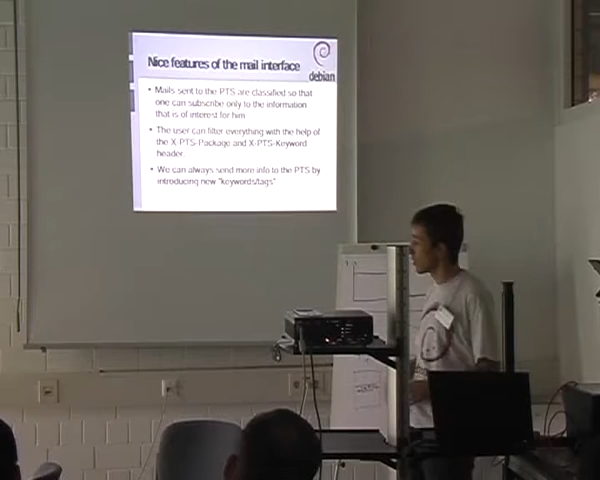 Nice features of the mail interface
debian
• Mails sent to the PTS are classified so that
one can subscribe only to the information
that is of interest for him
• The user can filter everything with the help of
the X-PTS-Package and X-PTS-Keyword
header.
• We can always send more info to the PTS by
introducing new "keywords/tags"